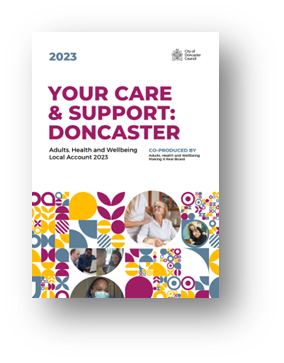 2023
City of
Doncaster
Council
YOUR CARE
& SUPPORT:
DONCASTER
Adults, Health and Wellbeing
Local Account 2023
CO-PRODUCED BY
Adults, Health and Wellbeing
Making it Real Board